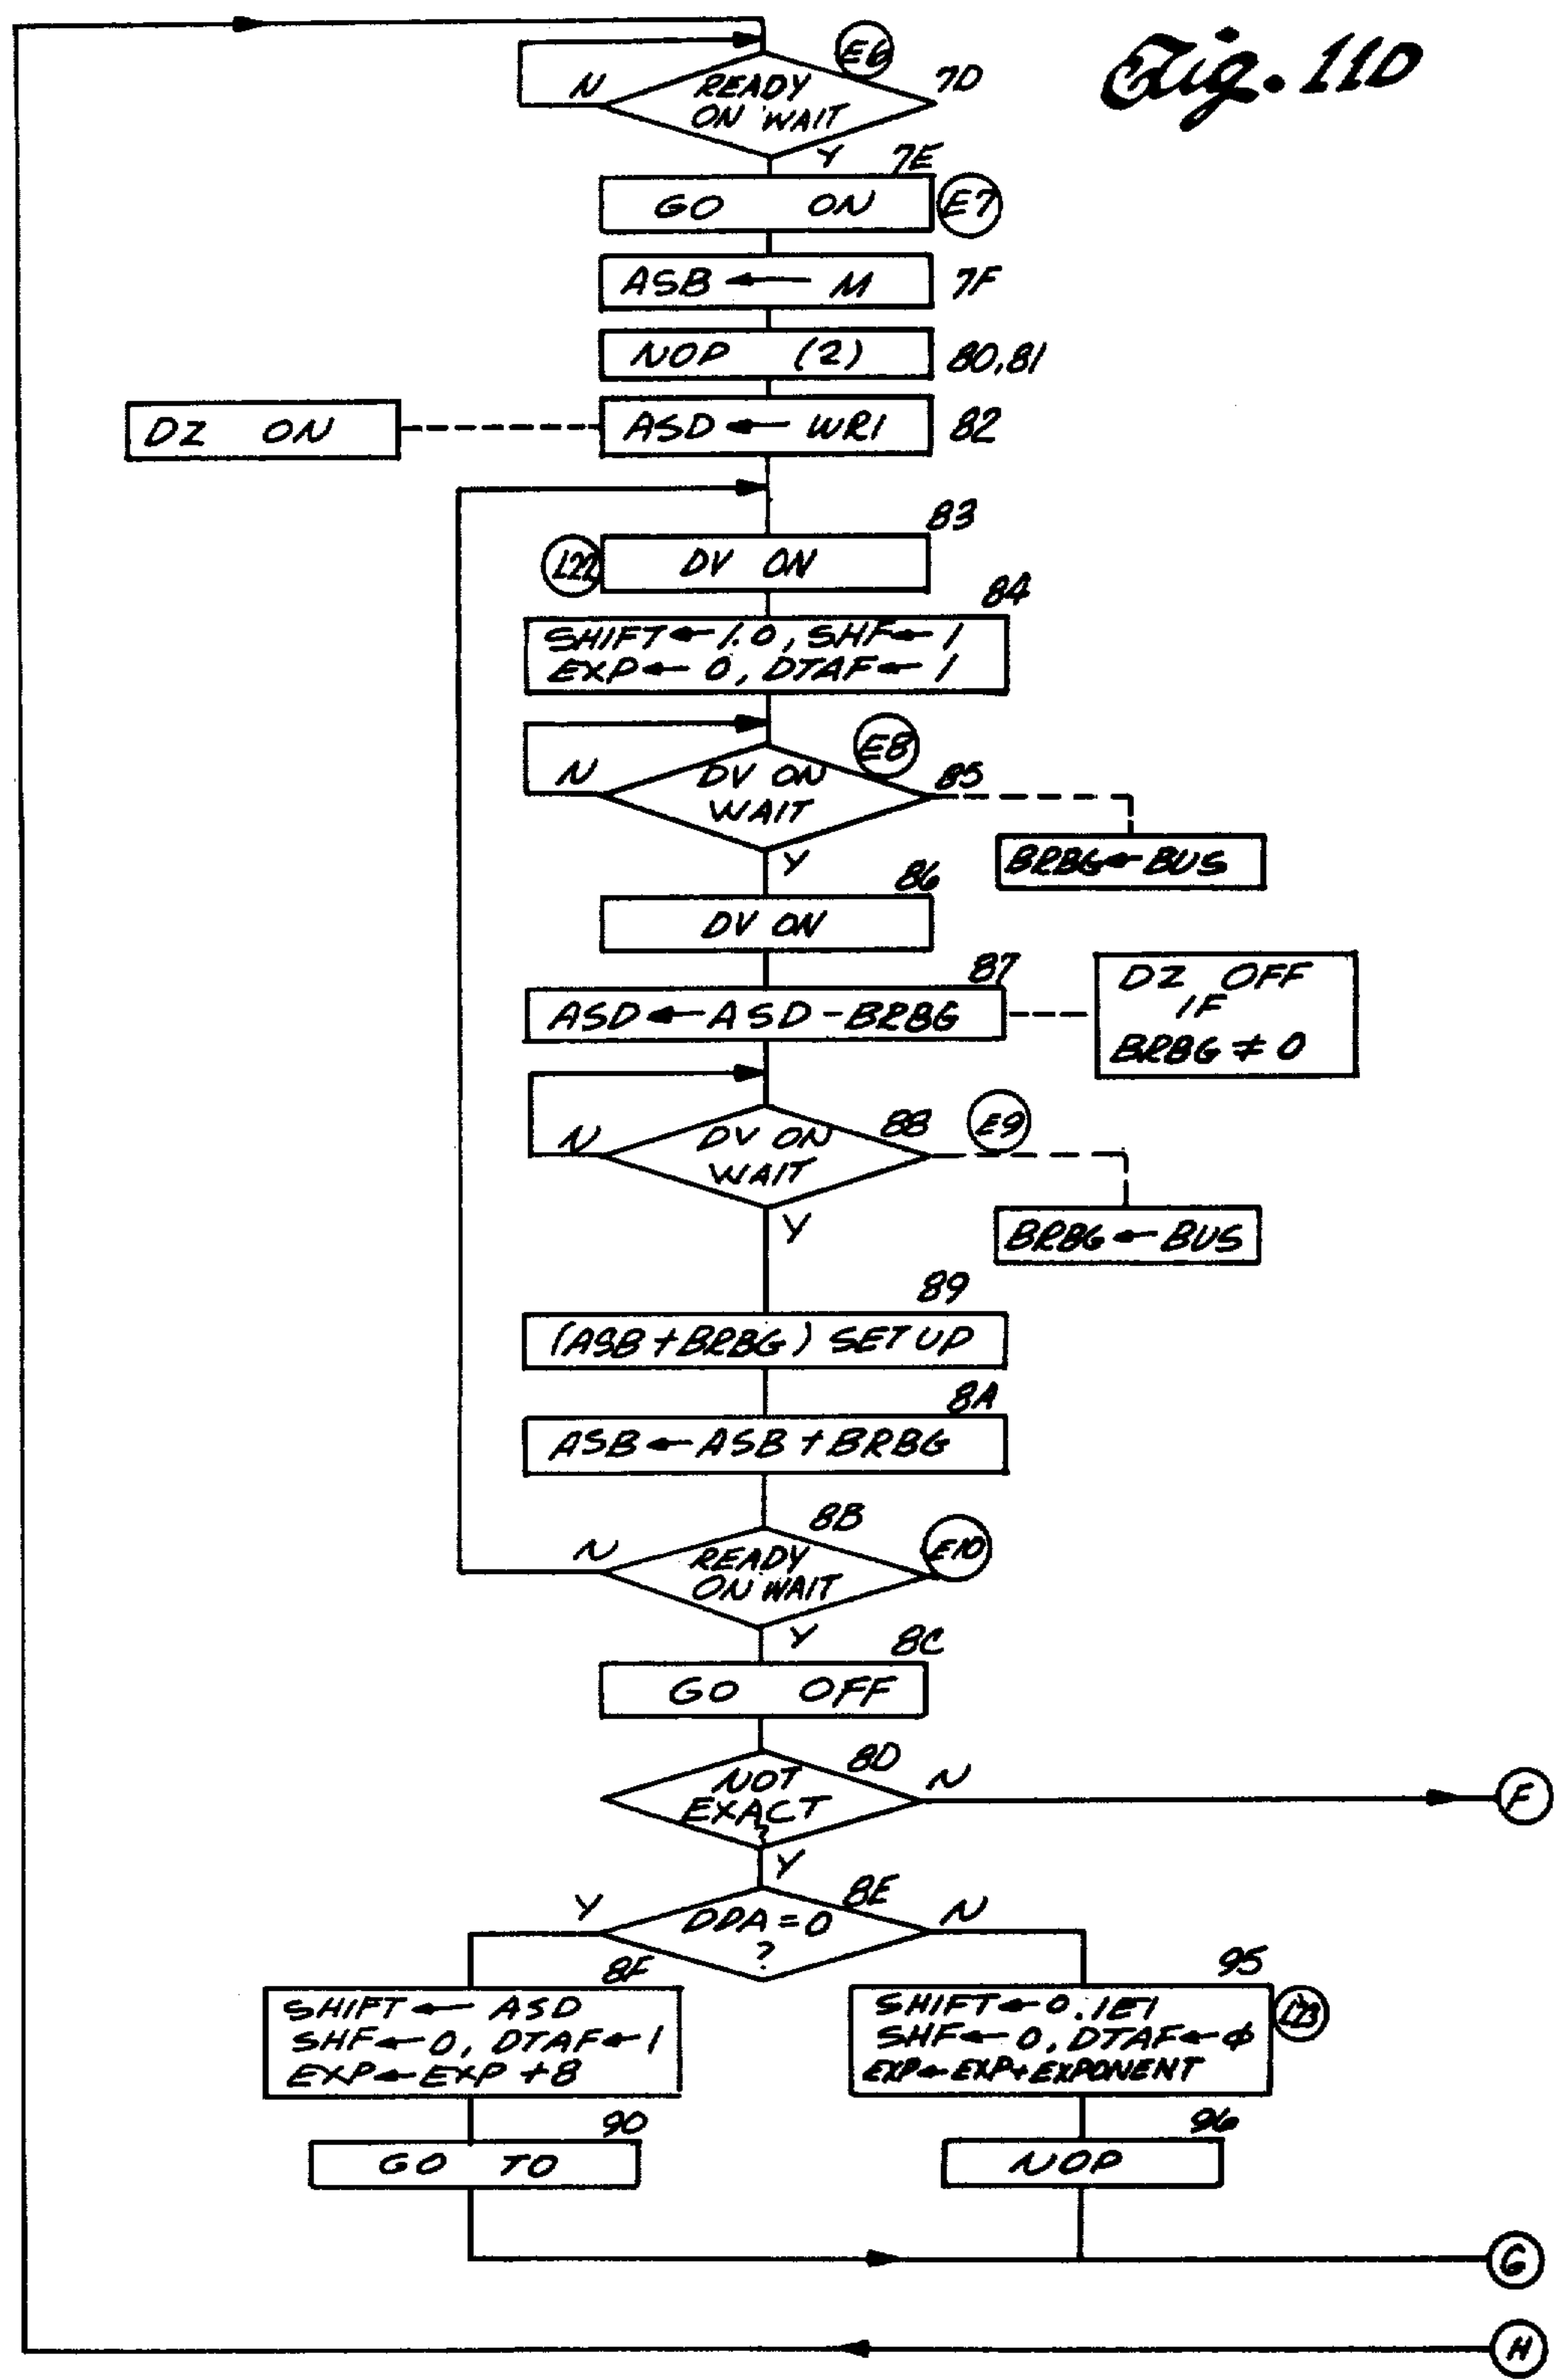 Fig. 11D
E6
7D
N
READY
ON WAIT
Y
7E
GO ON
E7
ASB ← M
7F
NOP (2)
80,81
DZ ON
ASD ← WRI
82
83
L22
DV ON
84
SHIFT ← 1.0, SHF ← 1
EXP ← 0, DTAF ← 1
E8
N
DV ON
WAIT
85
Y
BRBG ← BUS
86
DV ON
87
ASD ← ASD - BRBG
DZ OFF
IF
BRBG ≠ 0
88
E9
N
DV ON
WAIT
Y
BRBG ← BUS
89
(ASB + BRBG) SET UP
8A
ASB ← ASB + BRBG
8B
E10
N
READY
ON WAIT
Y
8C
GO OFF
8D
N
NOT
EXACT
?
F
Y
8E
Y
DDA = 0
?
N
8F
95
SHIFT ← ASD
SHF ← 0, DTAF ← 1
EXP ← EXP + 8
SHIFT ← 0.1E1
SHF ← 0, DTAF ← φ
EXP ← EXP + EXPONENT
L23
90
96
GO TO
NOP
G
H